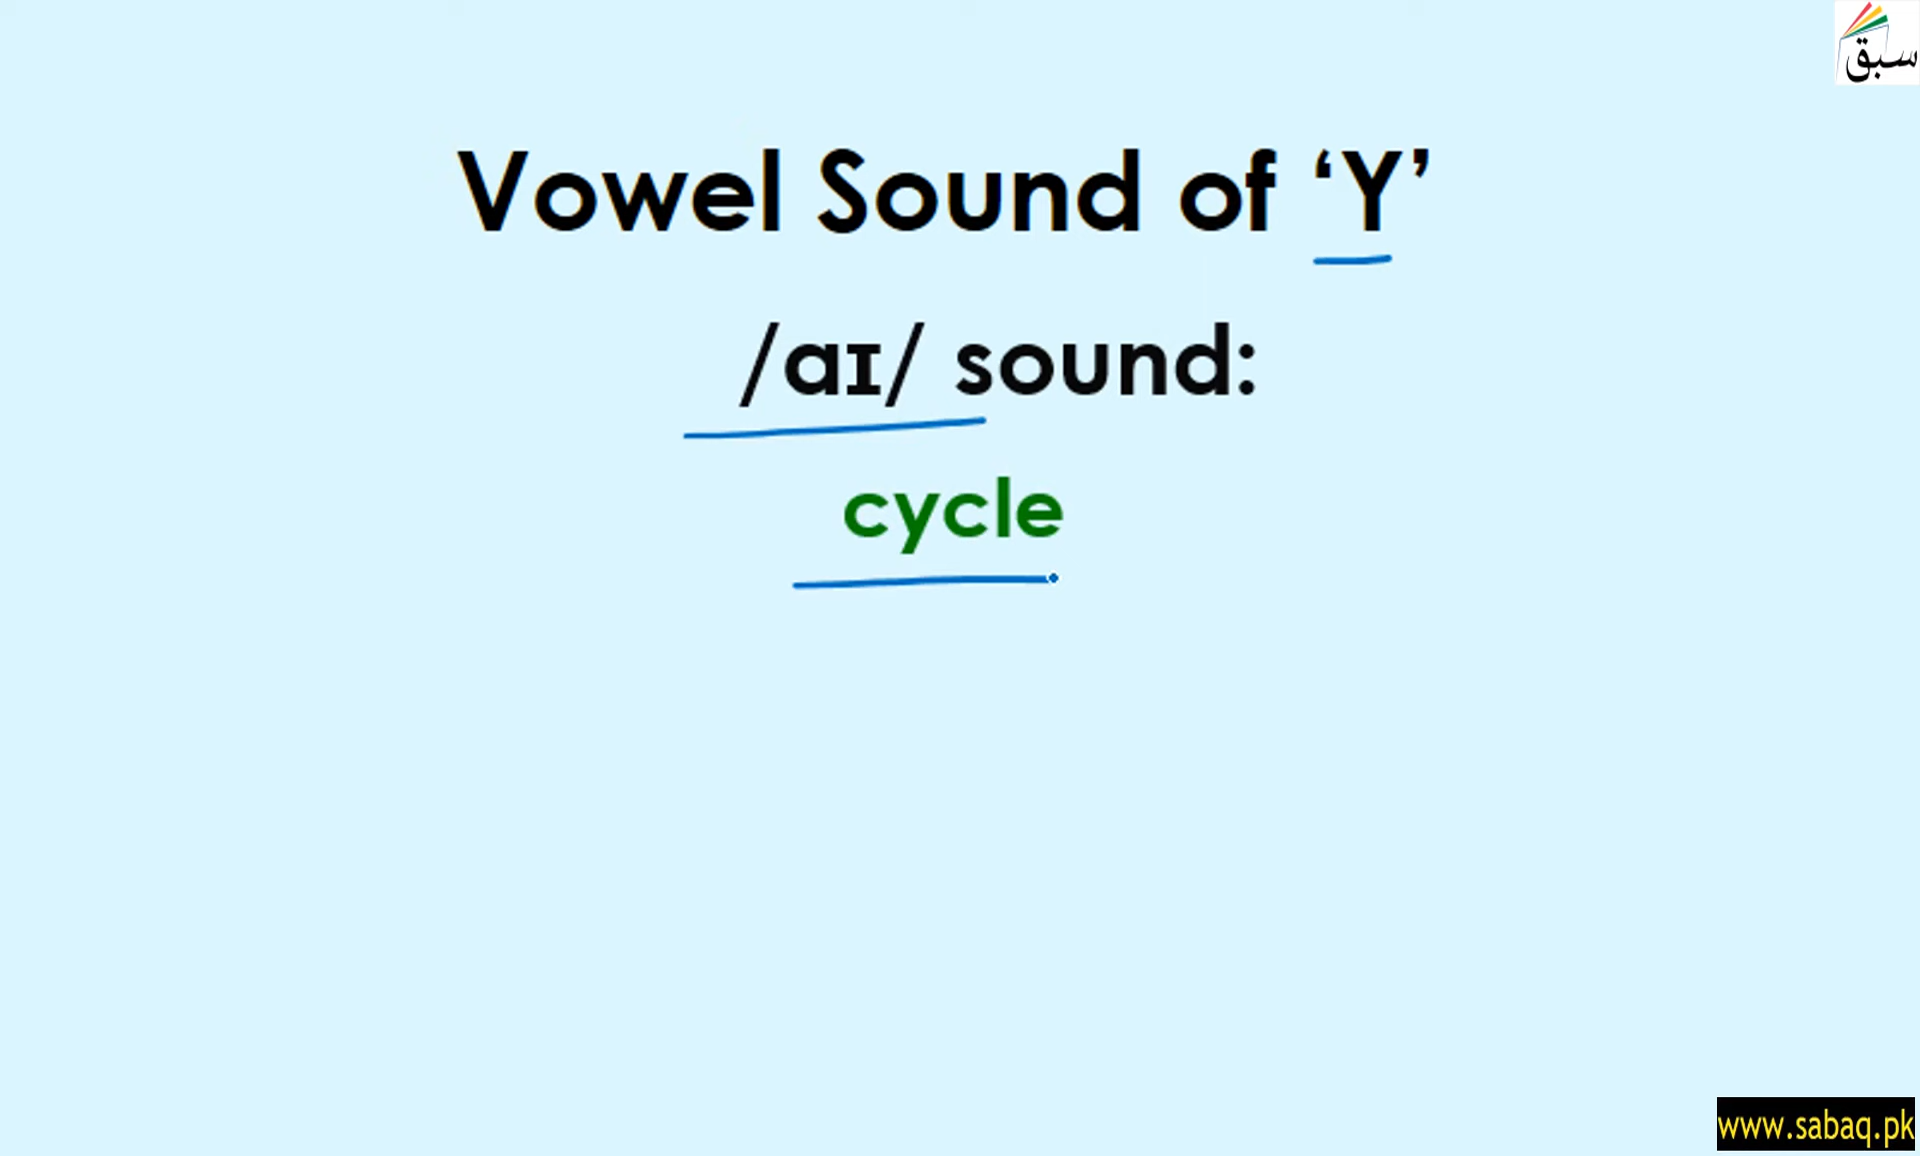 سبق
Vowel Sound of ‘Y’
/aɪ/ sound:
cycle
www.sabaq.pk